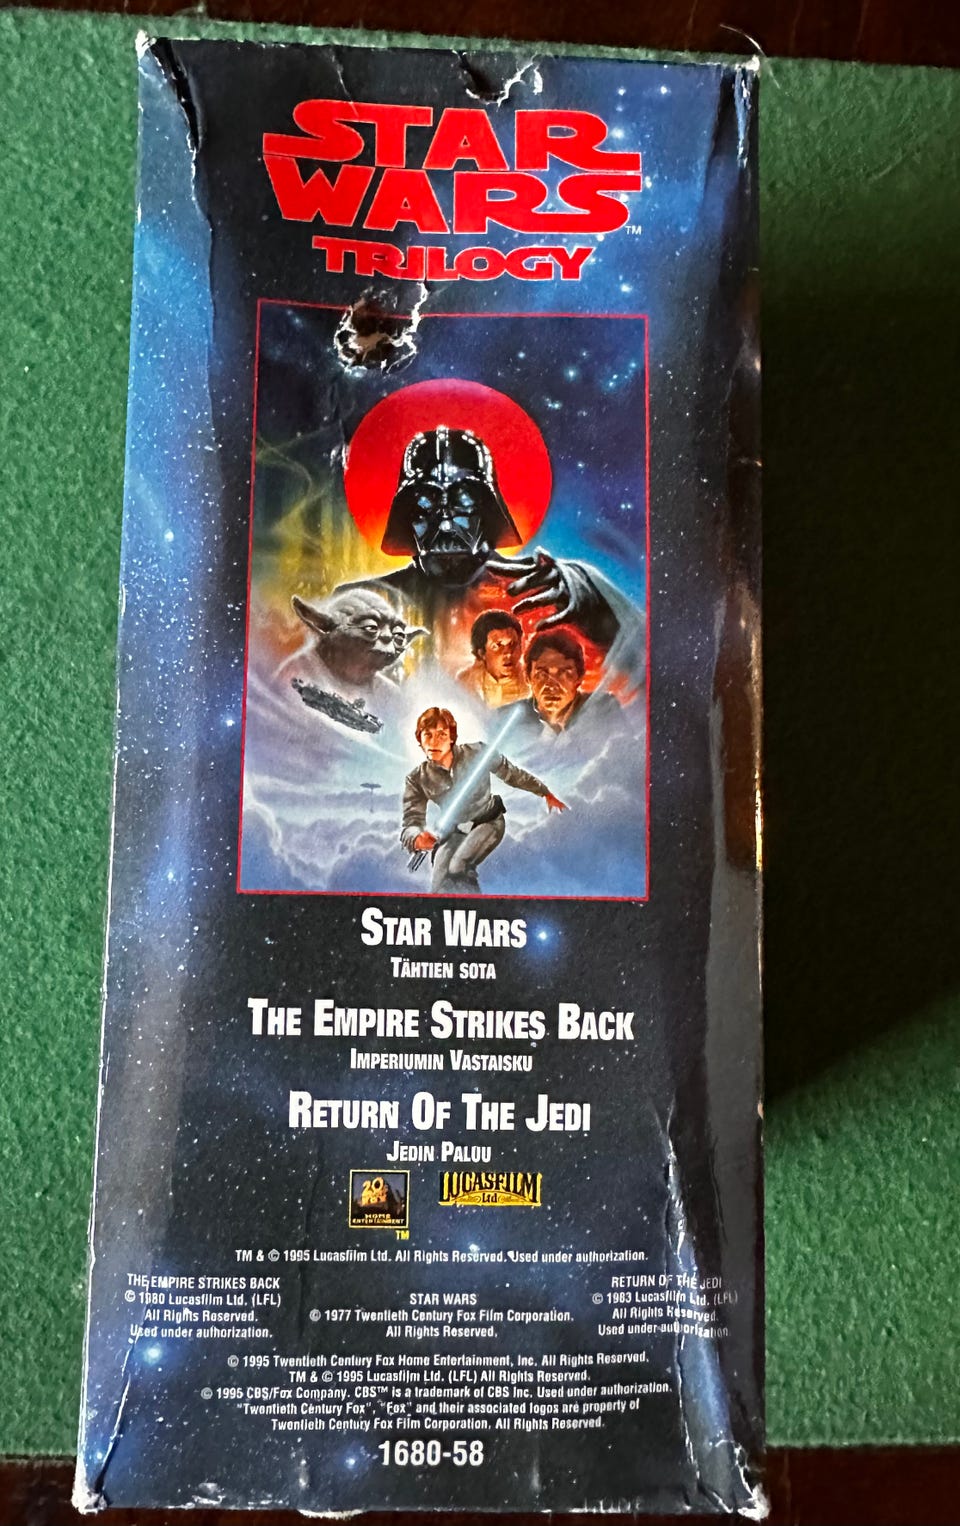 STAR
WARS™
TRILOGY
STAR WARS
TÄHTIEN SOTA
THE EMPIRE STRIKES BACK
IMPERIUMIN VASTAISKU
RETURN OF THE JEDI
JEDIN PALUU
20
HOME
ENTERTAINMENT
TM
LUCASFILM
Ltd
TM & © 1995 Lucasfilm Ltd. All Rights Reserved. Used under authorization.
THE EMPIRE STRIKES BACK
© 1980 Lucasfilm Ltd. (LFL)
All Rights Reserved.
Used under authorization.
STAR WARS
© 1977 Twentieth Century Fox Film Corporation.
All Rights Reserved.
RETURN OF THE JEDI
© 1983 Lucasfilm Ltd. (LFL)
All Rights Reserved.
Used under authorization.
© 1995 Twentieth Century Fox Home Entertainment, Inc. All Rights Reserved.
TM & © 1995 Lucasfilm Ltd. (LFL) All Rights Reserved.
© 1995 CBS/Fox Company. CBS™ is a trademark of CBS Inc. Used under authorization.
"Twentieth Century Fox", "Fox" and their associated logos are property of
Twentieth Century Fox Film Corporation. All Rights Reserved.
1680-58